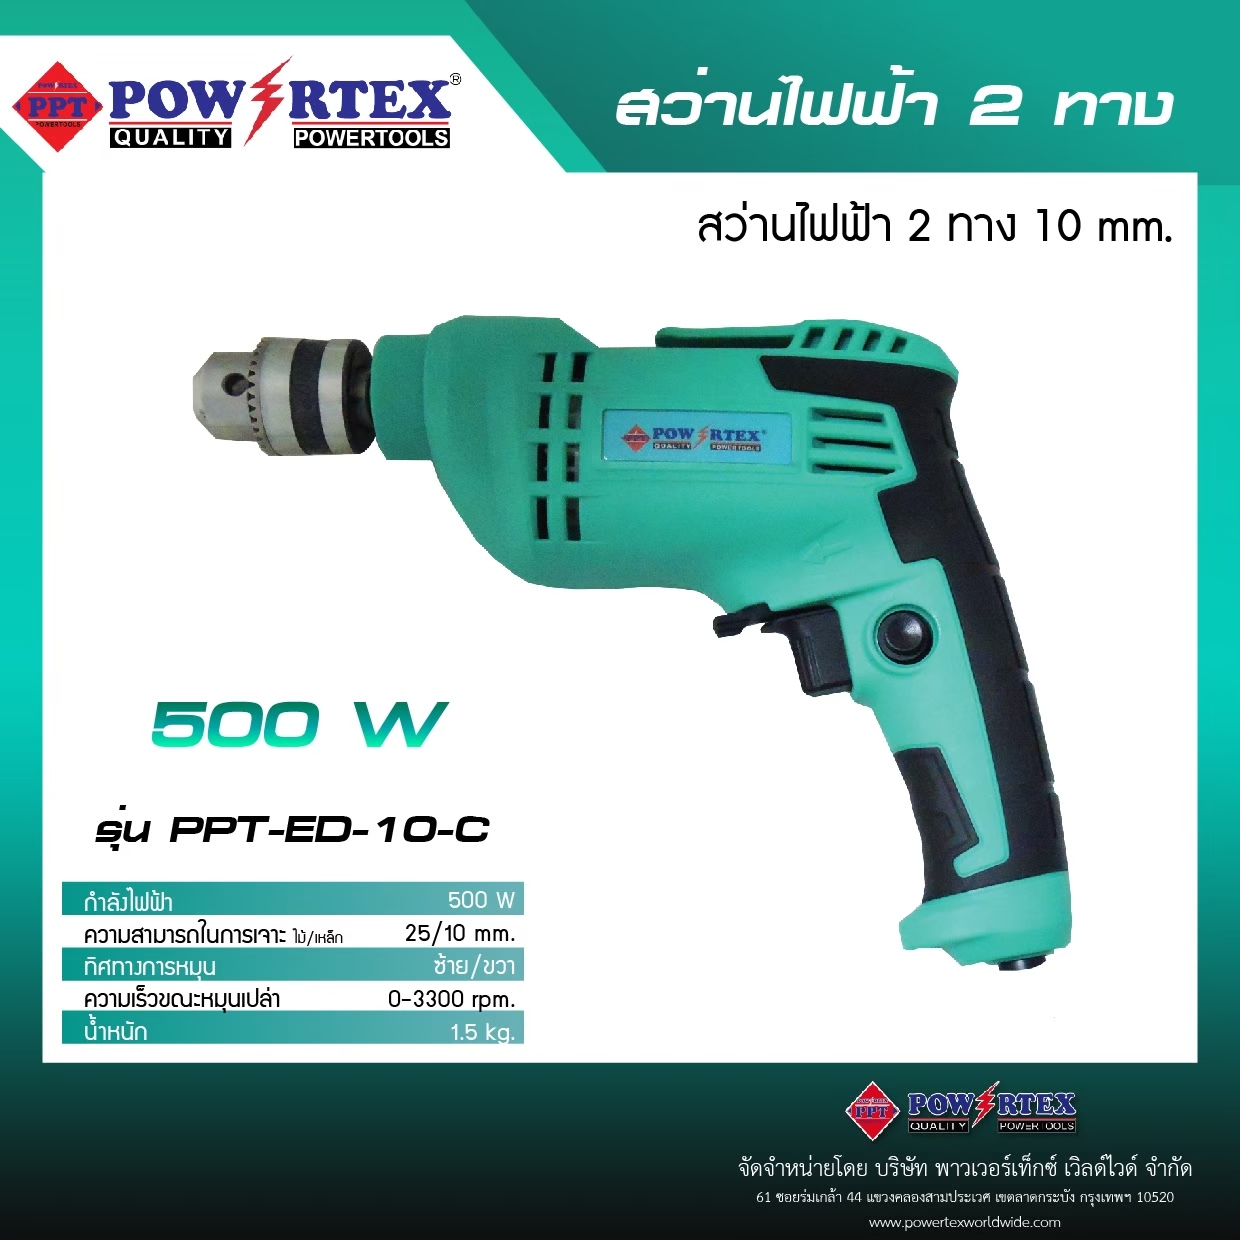 PPT
POWERTOOLS
POWERTEX®
QUALITY POWERTOOLS
สว่านไฟฟ้า 2 ทาง
สว่านไฟฟ้า 2 ทาง 10 mm.
PPT POWERTEX®
QUALITY POWERTOOLS
500 W
รุ่น PPT-ED-10-C
กำลังไฟฟ้า 500 W
ความสามารถในการเจาะ ไม้/เหล็ก 25/10 mm.
ทิศทางการหมุน ซ้าย/ขวา
ความเร็วขณะหมุนเปล่า 0-3300 rpm.
น้ำหนัก 1.5 kg.
PPT POWERTEX
QUALITY POWERTOOLS
จัดจำหน่ายโดย บริษัท พาวเวอร์เท็กซ์ เวิลด์ไวด์ จำกัด
61 ซอยร่มเกล้า 44 แขวงคลองสามประเวศ เขตลาดกระบัง กรุงเทพฯ 10520
www.powertexworldwide.com